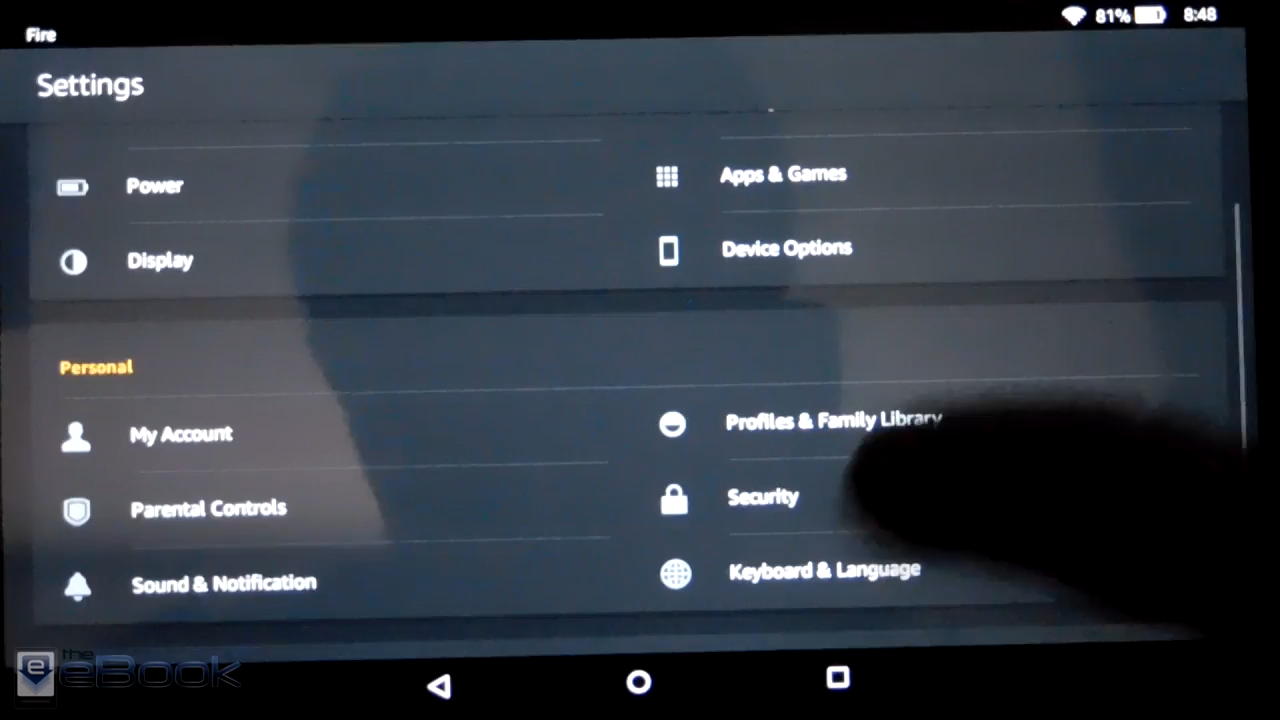 Fire
81% 8:48
Settings
Power
Apps & Games
Display
Device Options
Personal
My Account
Profiles & Family Library
Parental Controls
Security
Sound & Notification
Keyboard & Language
e
the
eBook